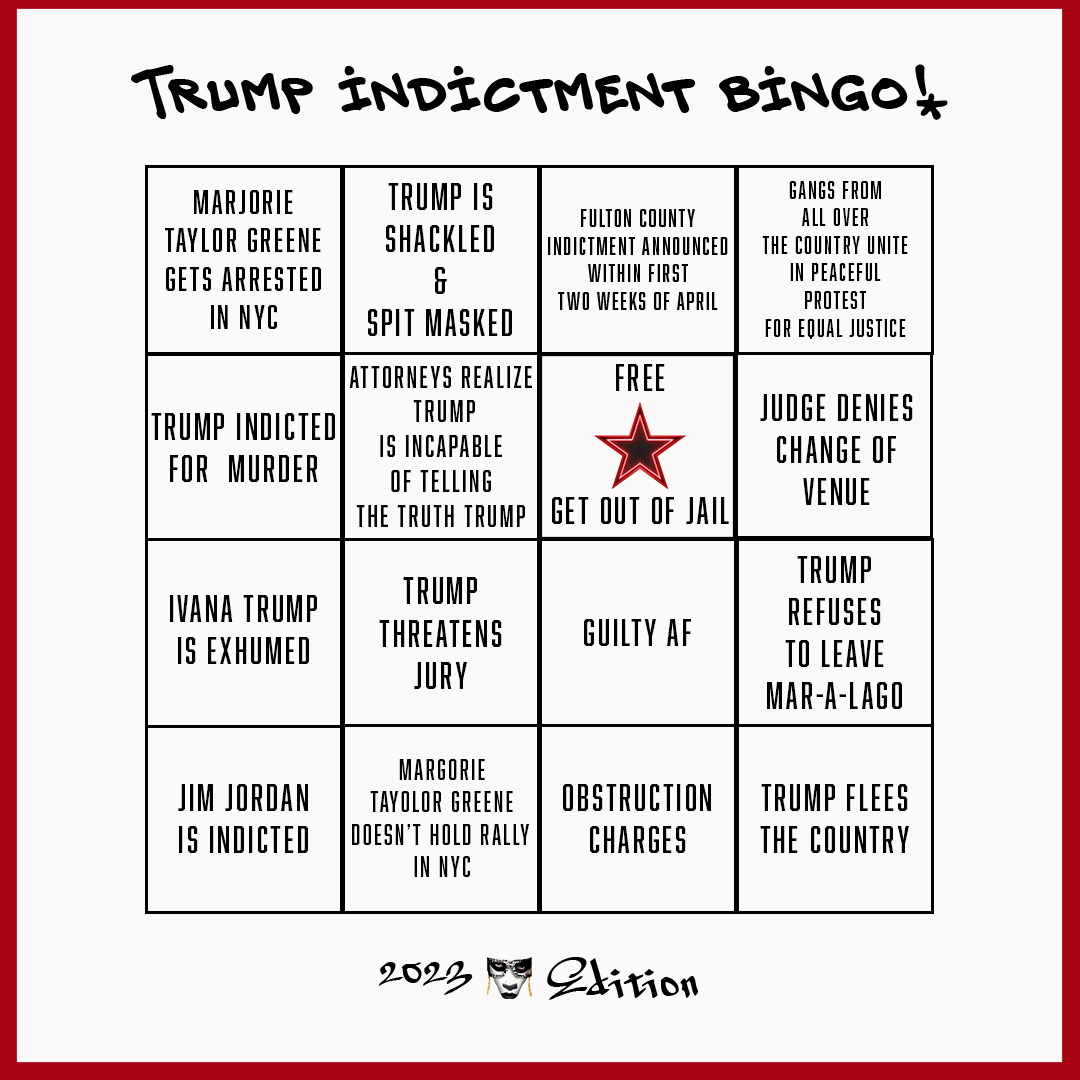 TRUMP INDICTMENT BINGO!
MARJORIE
TAYLOR GREENE
GETS ARRESTED
IN NYC
TRUMP IS
SHACKLED
&
SPIT MASKED
FULTON COUNTY
INDICTMENT ANNOUNCED
WITHIN FIRST
TWO WEEKS OF APRIL
GANGS FROM
ALL OVER
THE COUNTRY UNITE
IN PEACEFUL
PROTEST
FOR EQUAL JUSTICE
TRUMP INDICTED
FOR MURDER
ATTORNEYS REALIZE
TRUMP
IS INCAPABLE
OF TELLING
THE TRUTH TRUMP
FREE
GET OUT OF JAIL
JUDGE DENIES
CHANGE OF
VENUE
IVANA TRUMP
IS EXHUMED
TRUMP
THREATENS
JURY
GUILTY AF
TRUMP
REFUSES
TO LEAVE
MAR-A-LAGO
JIM JORDAN
IS INDICTED
MARGORIE
TAYOLOR GREENE
DOESN'T HOLD RALLY
IN NYC
OBSTRUCTION
CHARGES
TRUMP FLEES
THE COUNTRY
2023 Edition